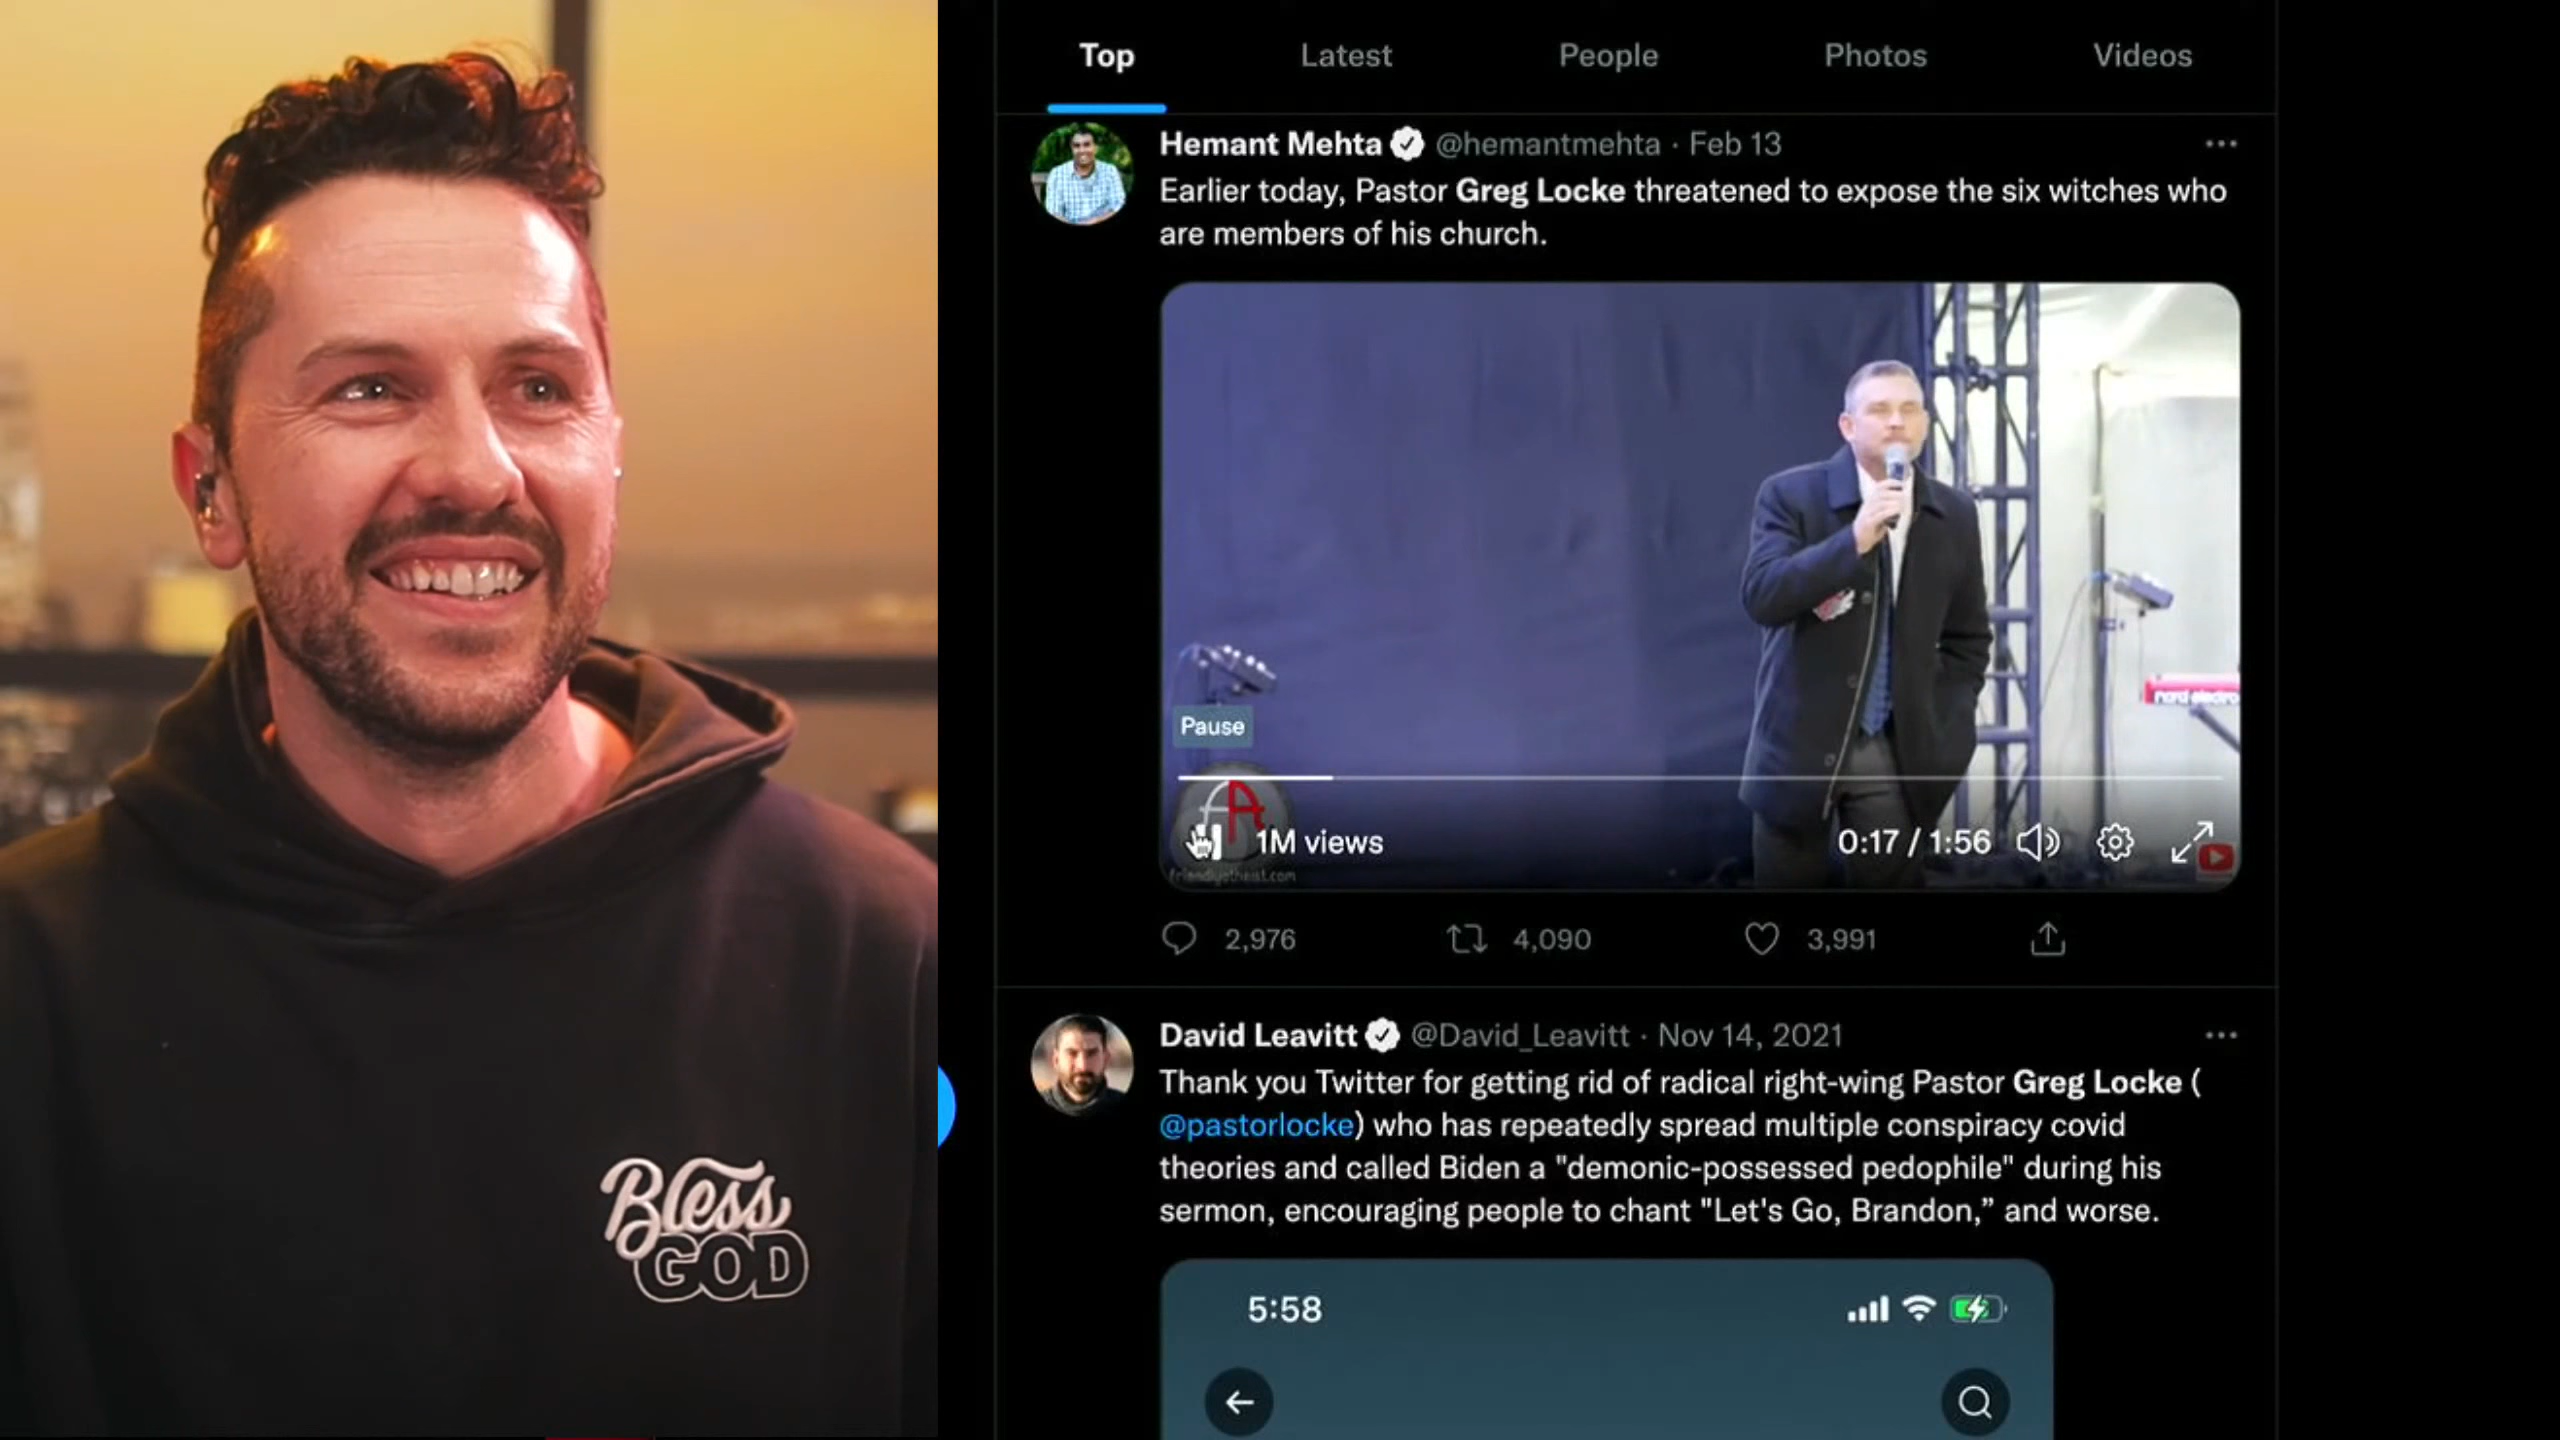 Top Latest People Photos Videos
Hemant Mehta @hemantmehta · Feb 13
Earlier today, Pastor Greg Locke threatened to expose the six witches who
are members of his church.
nord electro
Pause
1M views 0:17 / 1:56
friendlyatheist.com
2,976 4,090 3,991
David Leavitt @David_Leavitt · Nov 14, 2021
Thank you Twitter for getting rid of radical right-wing Pastor Greg Locke (
@pastorlocke) who has repeatedly spread multiple conspiracy covid
theories and called Biden a "demonic-possessed pedophile" during his
sermon, encouraging people to chant "Let's Go, Brandon,” and worse.
Bless
GOD
5:58